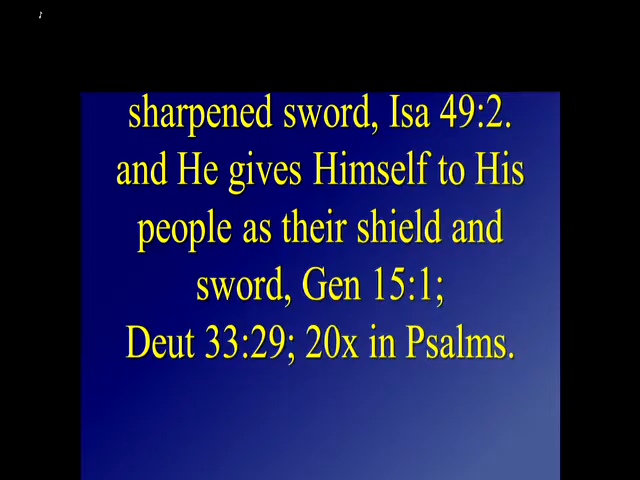 sharpened sword, Isa 49:2.
and He gives Himself to His
people as their shield and
sword, Gen 15:1;
Deut 33:29; 20x in Psalms.